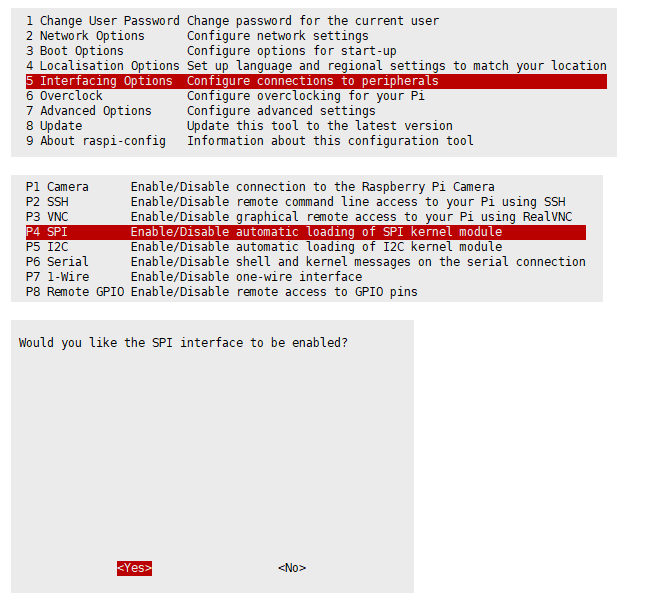 1 Change User Password Change password for the current user
2 Network Options Configure network settings
3 Boot Options Configure options for start-up
4 Localisation Options Set up language and regional settings to match your location
5 Interfacing Options Configure connections to peripherals
6 Overclock Configure overclocking for your Pi
7 Advanced Options Configure advanced settings
8 Update Update this tool to the latest version
9 About raspi-config Information about this configuration tool
P1 Camera Enable/Disable connection to the Raspberry Pi Camera
P2 SSH Enable/Disable remote command line access to your Pi using SSH
P3 VNC Enable/Disable graphical remote access to your Pi using RealVNC
P4 SPI Enable/Disable automatic loading of SPI kernel module
P5 I2C Enable/Disable automatic loading of I2C kernel module
P6 Serial Enable/Disable shell and kernel messages on the serial connection
P7 1-Wire Enable/Disable one-wire interface
P8 Remote GPIO Enable/Disable remote access to GPIO pins
Would you like the SPI interface to be enabled?
<Yes> <No>